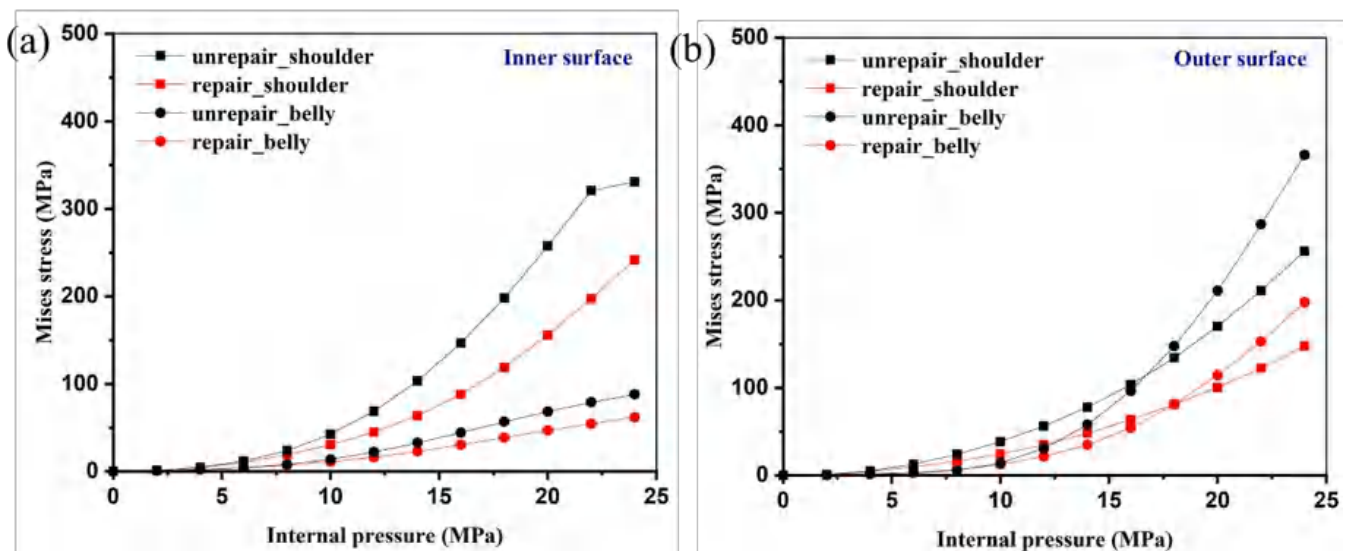 (a)
500
400
300
200
100
0
Mises stress (MPa)
unrepair_shoulder
repair_shoulder
unrepair_belly
repair_belly
Inner surface
0 5 10 15 20 25
Internal pressure (MPa)
(b)
500
400
300
200
100
0
Mises stress (MPa)
unrepair_shoulder
repair_shoulder
unrepair_belly
repair_belly
Outer surface
0 5 10 15 20 25
Internal pressure (MPa)